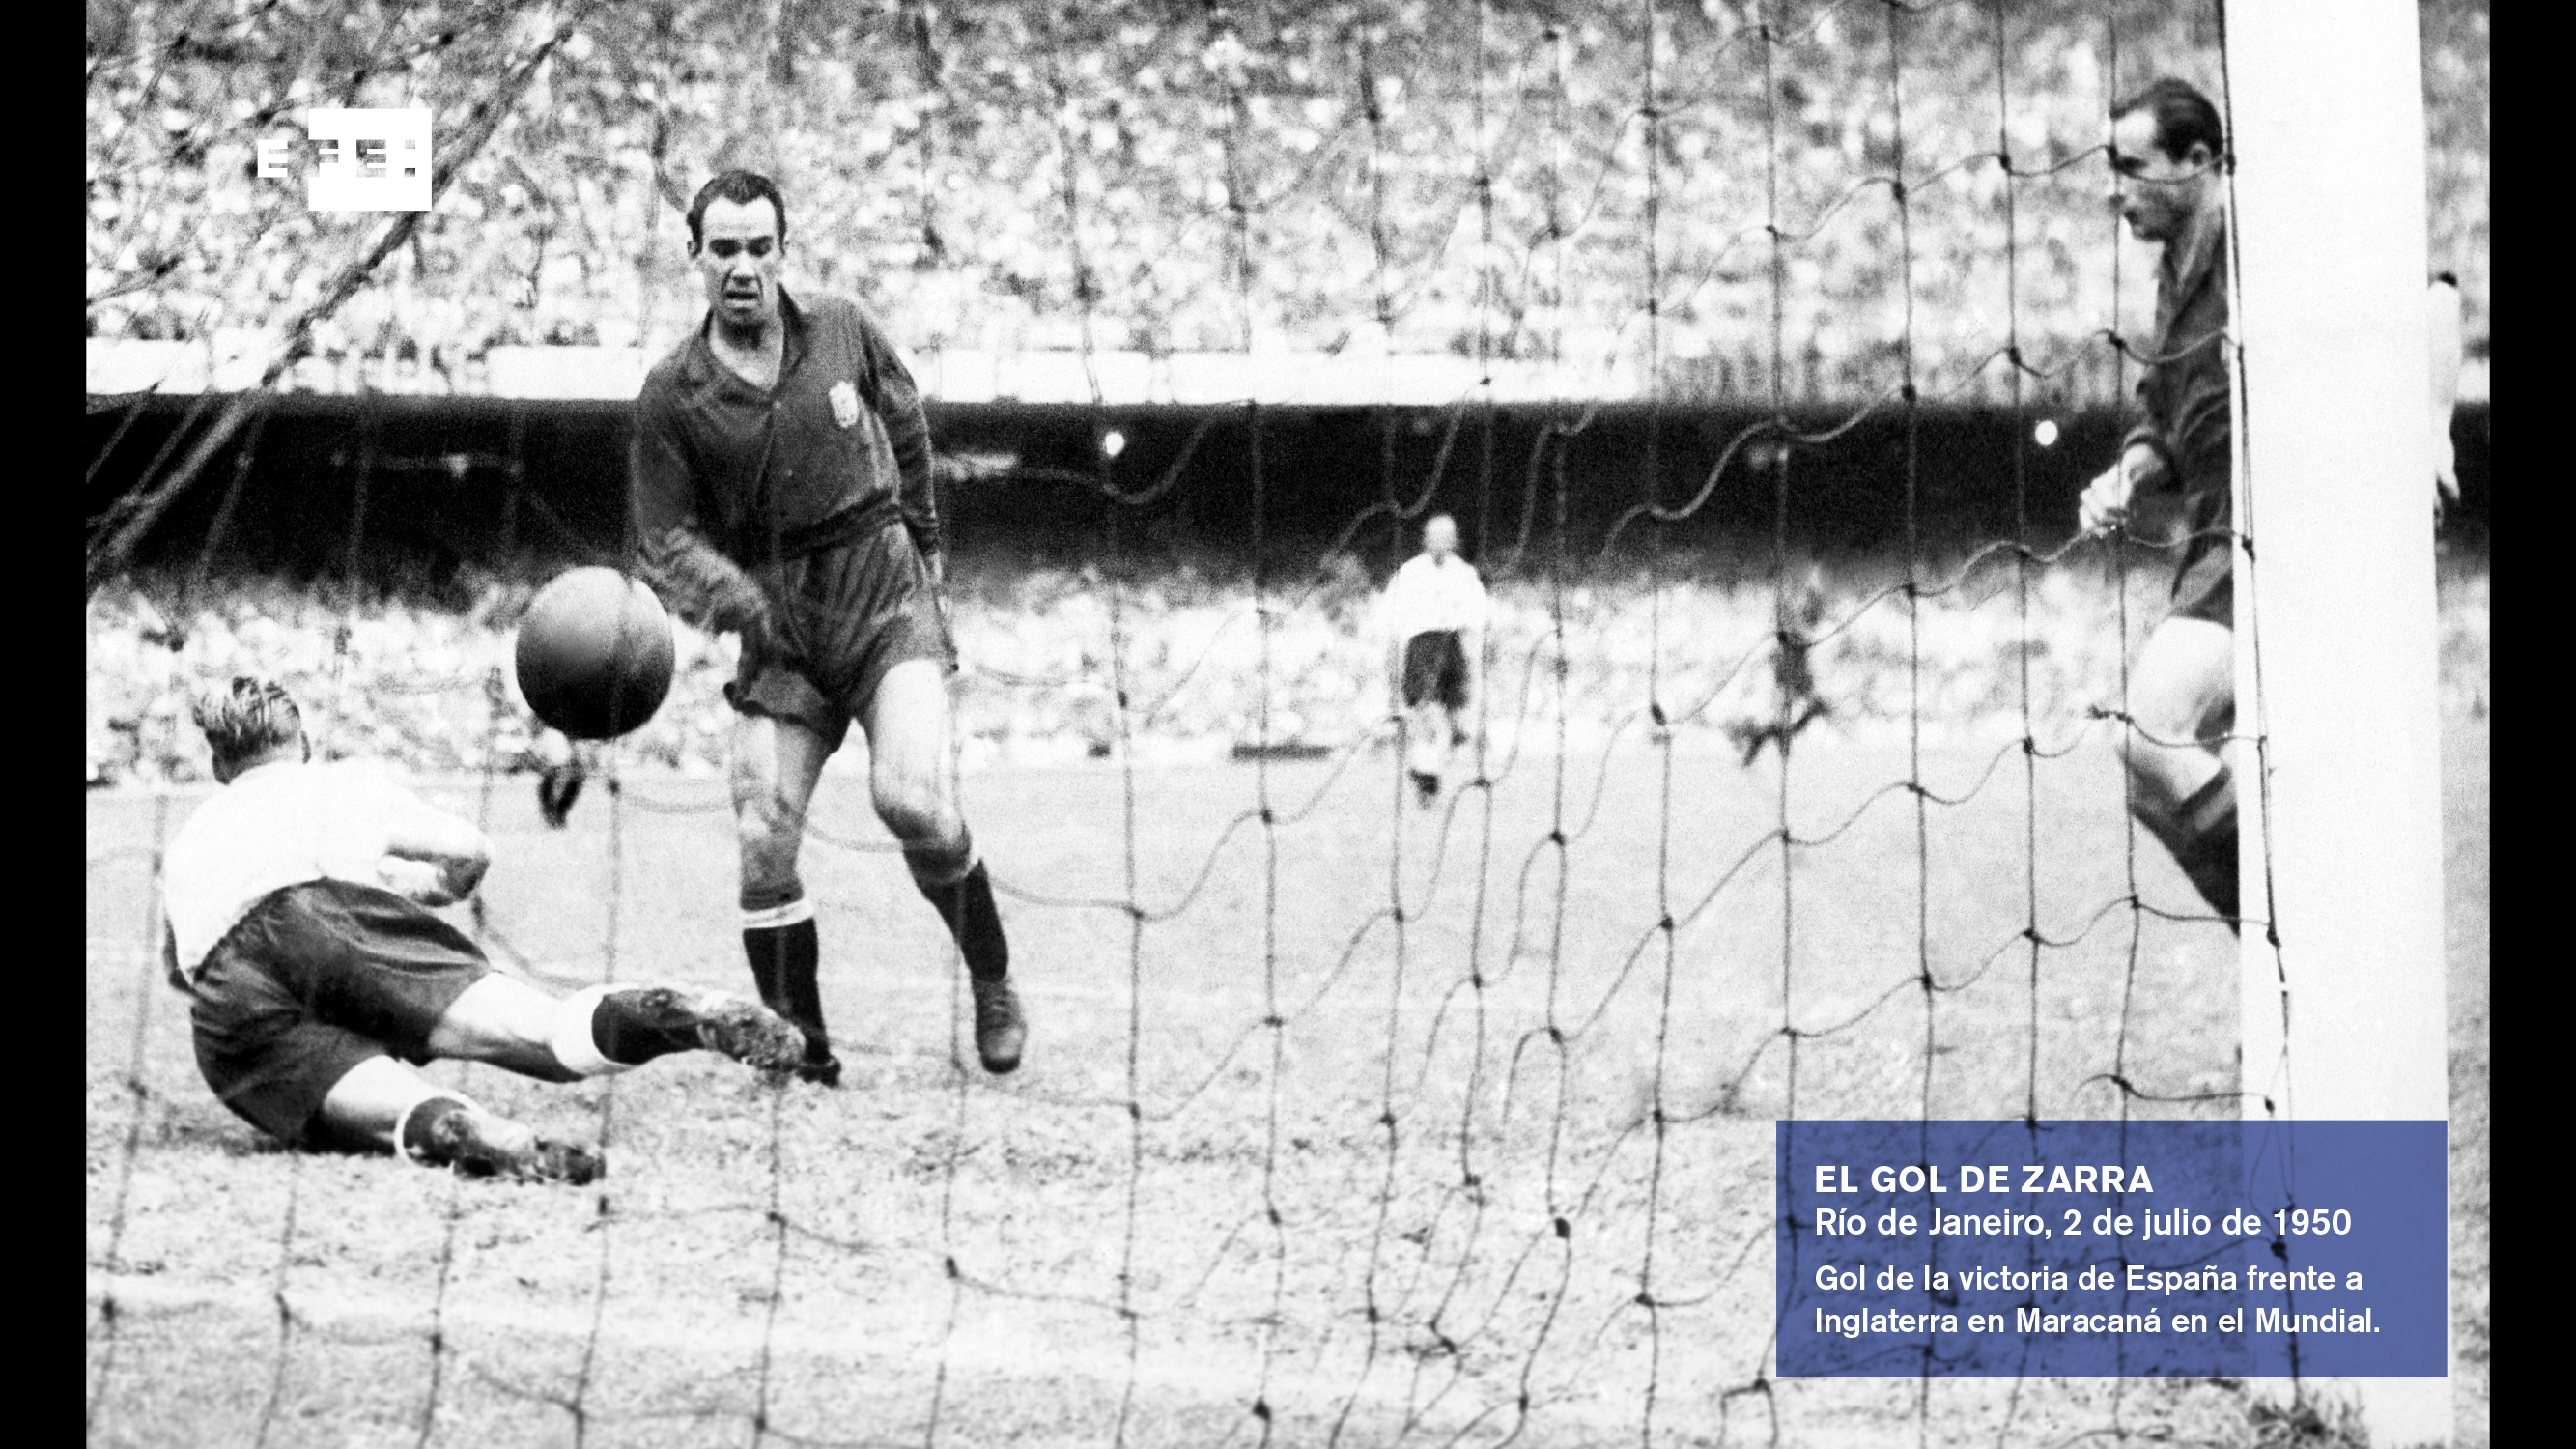 EFE:
EL GOL DE ZARRA
Río de Janeiro, 2 de julio de 1950
Gol de la victoria de España frente a
Inglaterra en Maracaná en el Mundial.